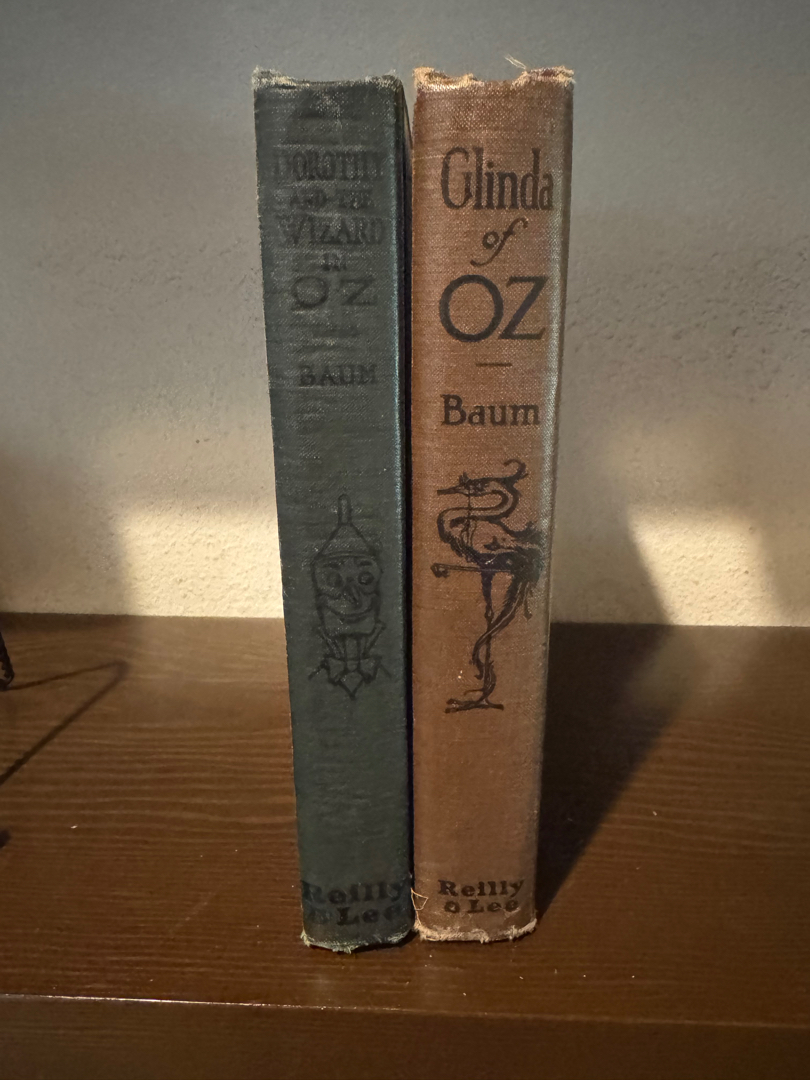 DOROTHY
AND THE
WIZARD
IN
OZ
BAUM
Reilly
& Lee
Glinda
of
OZ
Baum
Reilly
& Lee